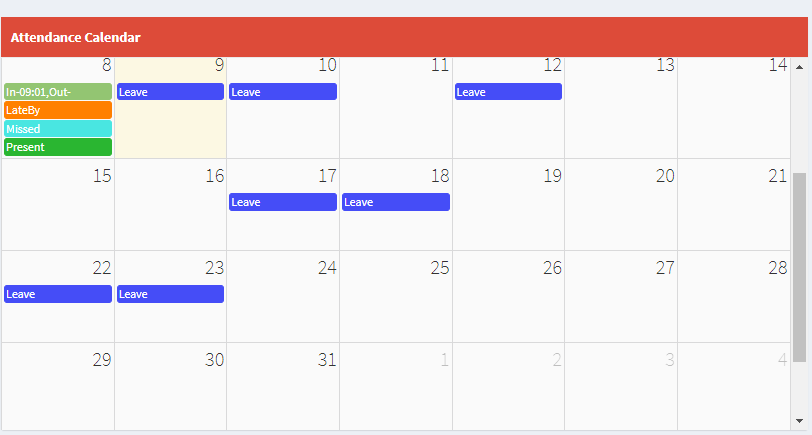 Attendance Calendar
8 9 10 11 12 13 14
In-09:01,Out- Leave Leave Leave
LateBy
Missed
Present
15 16 17 18 19 20 21
Leave Leave
22 23 24 25 26 27 28
Leave Leave
29 30 31 1 2 3 4